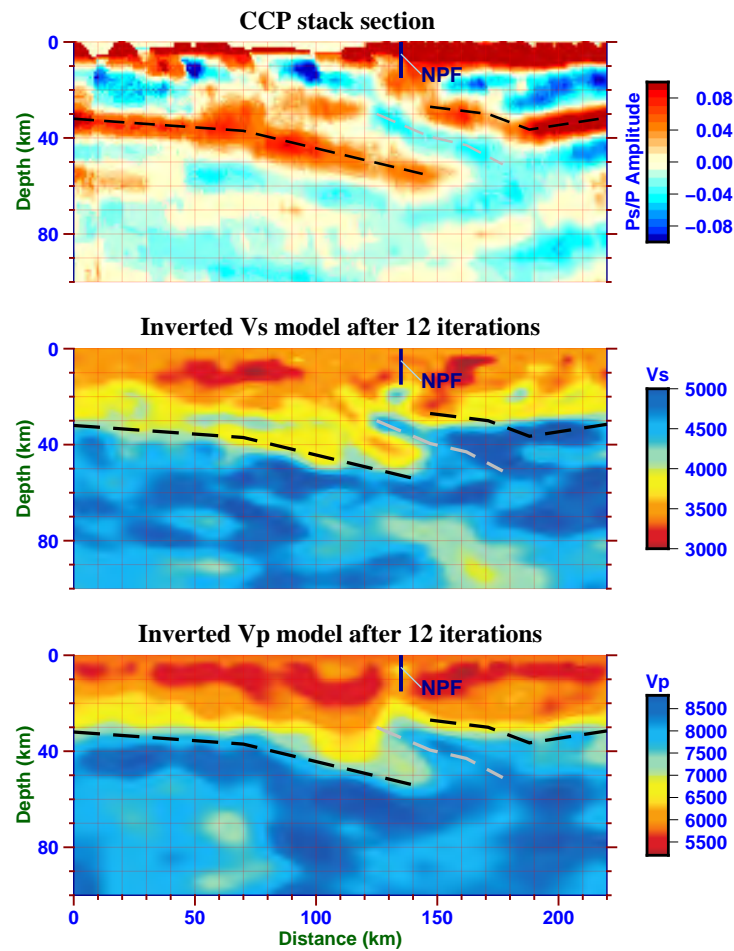 CCP stack section
0
40
80
Depth (km)
NPF
0.08
0.04
0.00
−0.04
−0.08
Ps/P Amplitude
Inverted Vs model after 12 iterations
0
40
80
Depth (km)
NPF
Vs
5000
4500
4000
3500
3000
Inverted Vp model after 12 iterations
0
40
80
Depth (km)
NPF
Vp
8500
8000
7500
7000
6500
6000
5500
0 50 100 150 200
Distance (km)